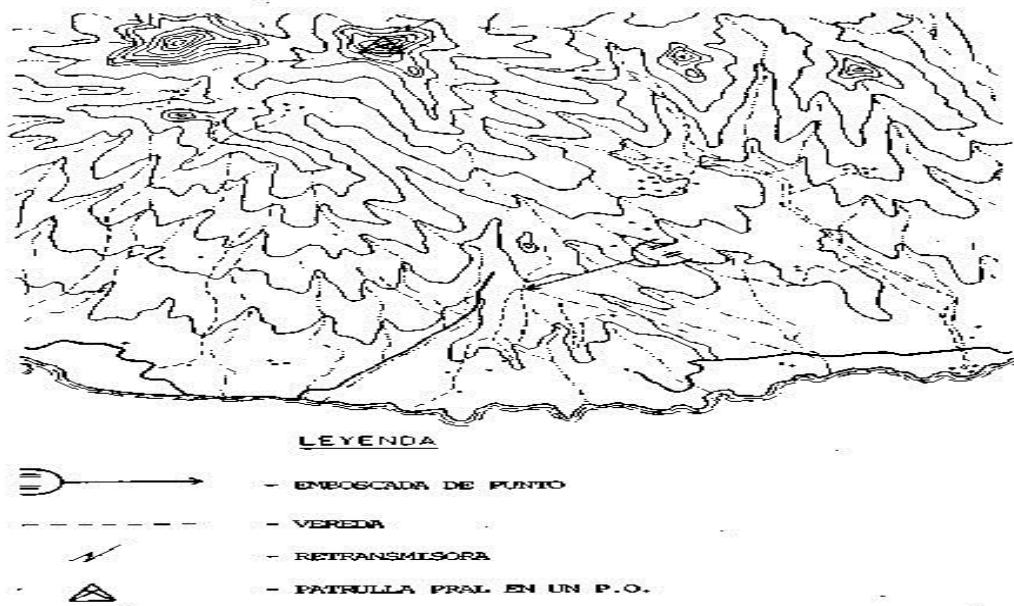 LEYENDA
- EMBOSCADA DE PUNTO
- VEREDA
- RETRANSMISORA
- PATRULLA PRAL EN UN P.O.